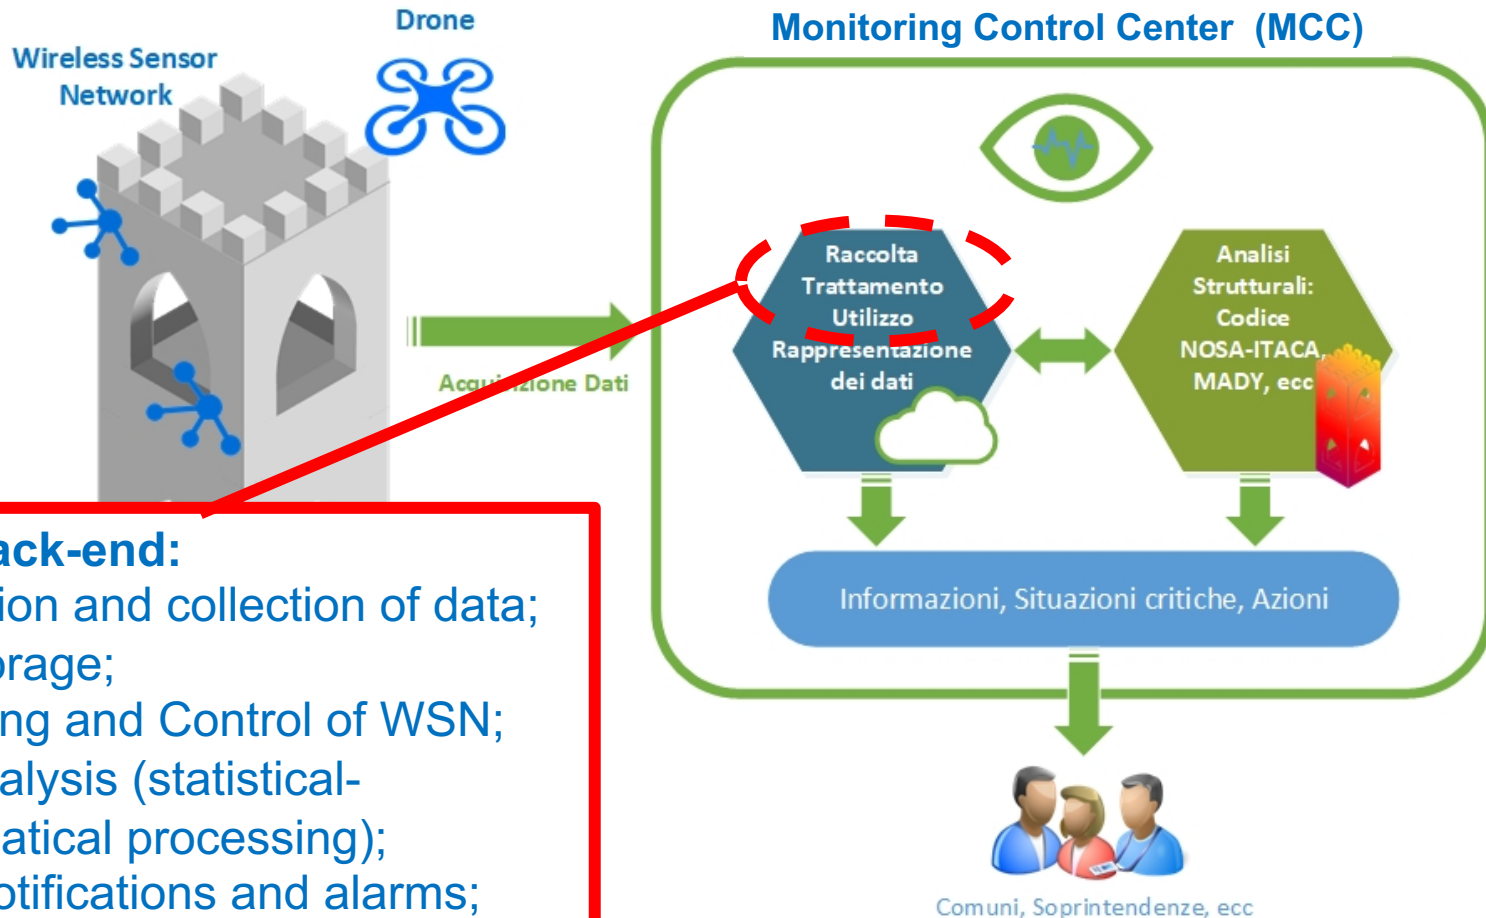 Drone
Wireless Sensor
Network
Monitoring Control Center (MCC)
Acquisizione Dati
Raccolta
Trattamento
Utilizzo
Rappresentazione
dei dati
Analisi
Strutturali:
Codice
NOSA-ITACA,
MADY, ecc
Informazioni, Situazioni critiche, Azioni
Comuni, Soprintendenze, ecc
ack-end:
ion and collection of data;
orage;
ng and Control of WSN;
alysis (statistical-
atical processing);
otifications and alarms;